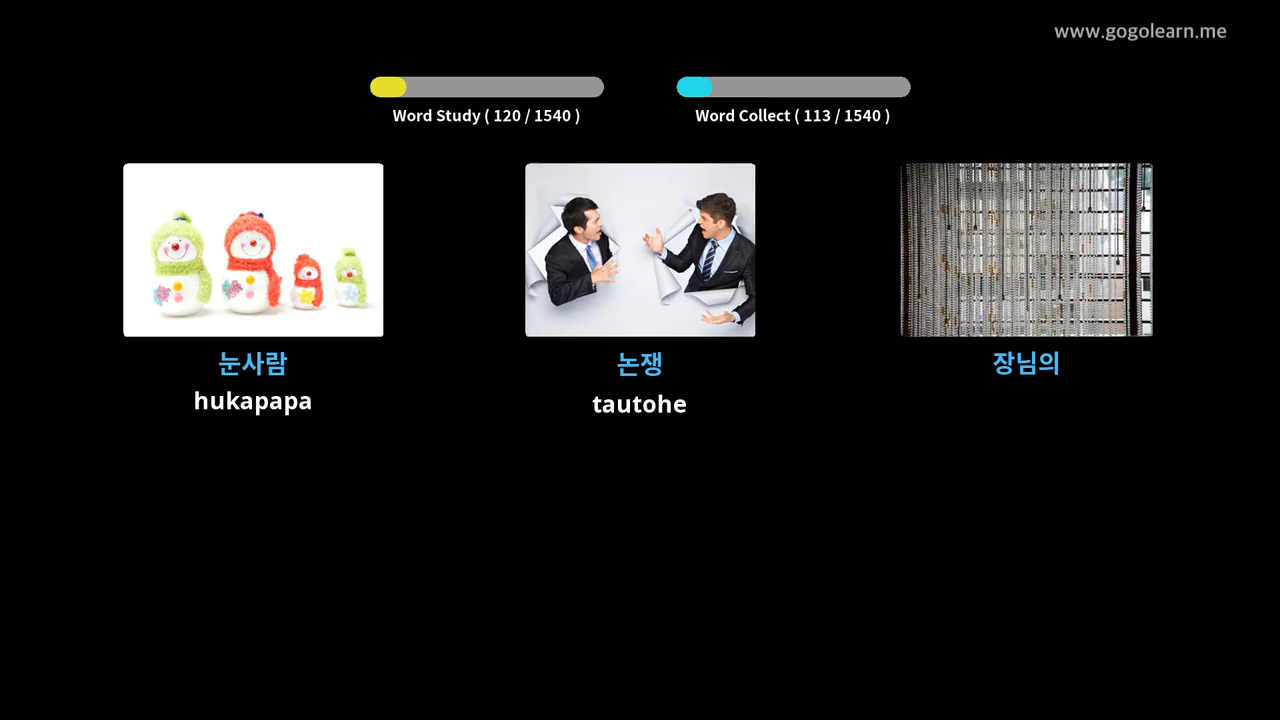 www.gogolearn.me
Word Study ( 120 / 1540 )
Word Collect ( 113 / 1540 )
눈사람
hukapapa
논쟁
tautohe
장님의